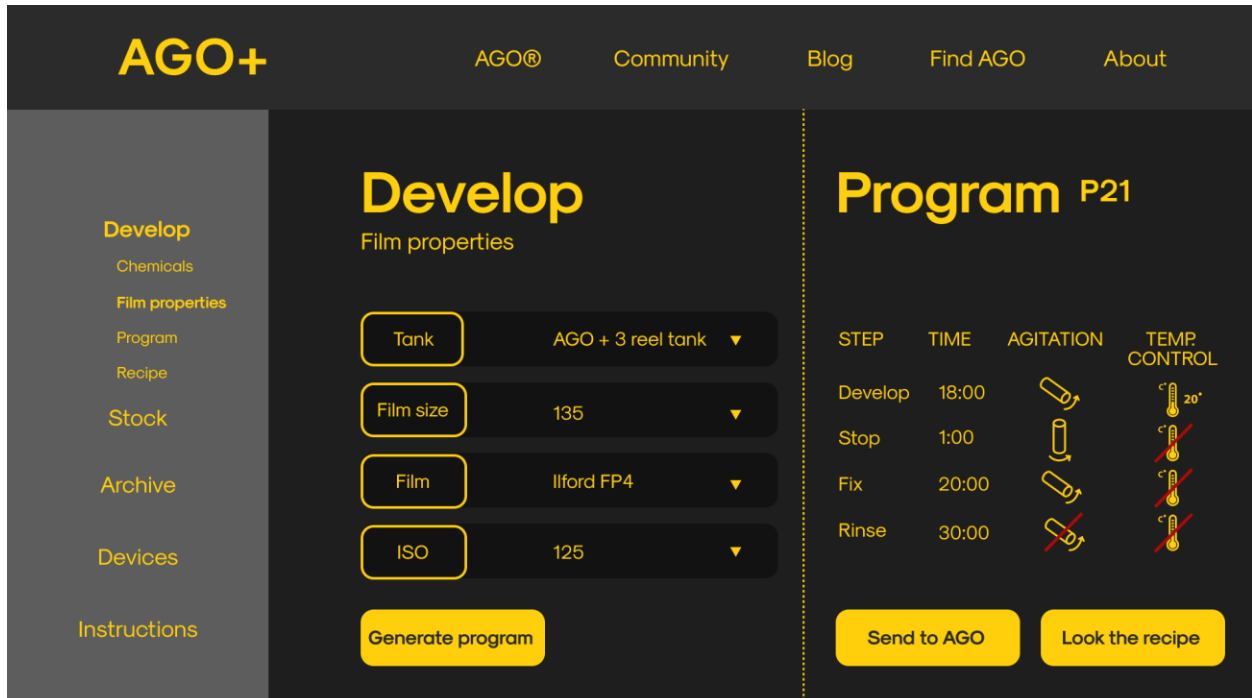 AGO+
AGO®
Community
Blog
Find AGO
About
Develop
Chemicals
Film properties
Program
Recipe
Stock
Archive
Devices
Instructions
Develop
Film properties
Tank AGO + 3 reel tank
Film size 135
Film Ilford FP4
ISO 125
Generate program
Program P21
STEP TIME AGITATION TEMP. CONTROL
Develop 18:00 C° 20°
Stop 1:00 C°
Fix 20:00 C°
Rinse 30:00 C°
Send to AGO
Look the recipe